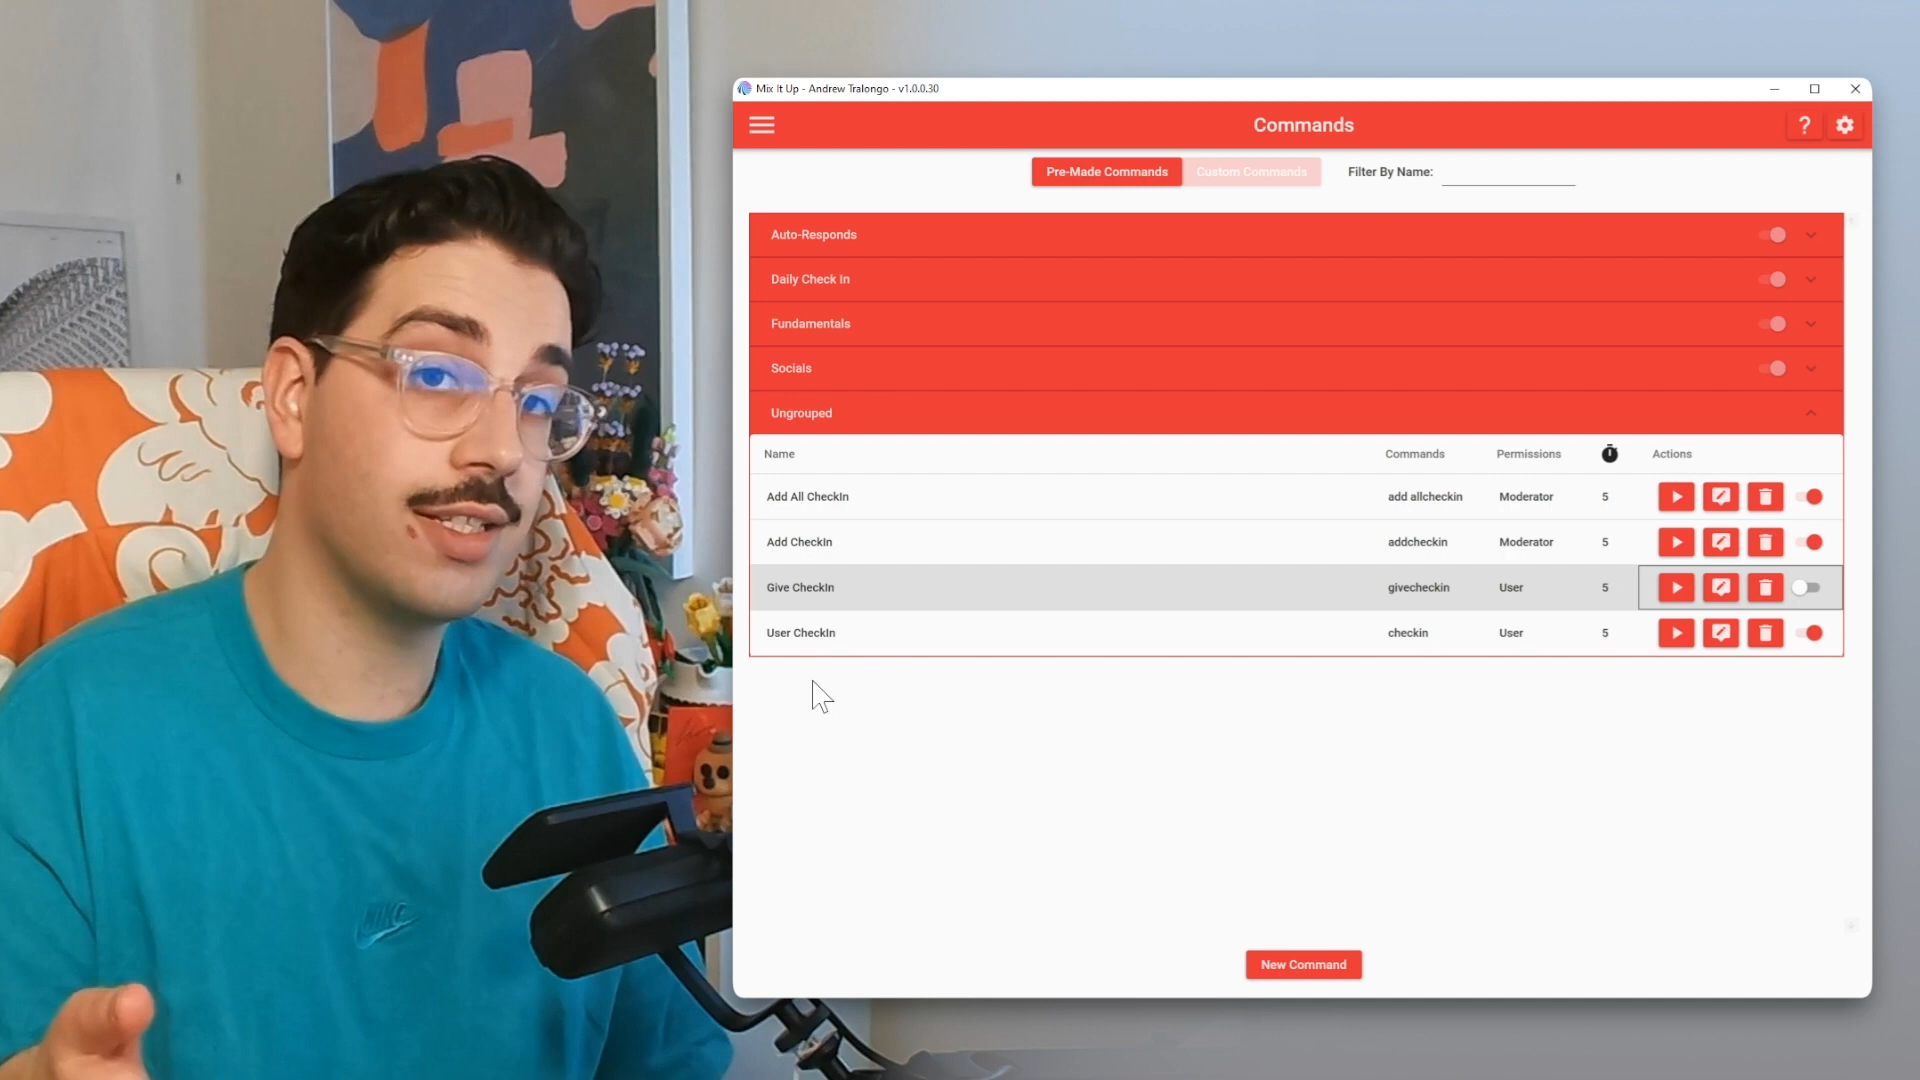 Mix It Up - Andrew Tralongo - v1.0.0.30
Commands
?
Pre-Made Commands Custom Commands Filter By Name:
Auto-Responds
Daily Check In
Fundamentals
Socials
Ungrouped
Name Commands Permissions Actions
Add All CheckIn add allcheckin Moderator 5
Add CheckIn addcheckin Moderator 5
Give CheckIn givecheckin User 5
User CheckIn checkin User 5
New Command
NIKE